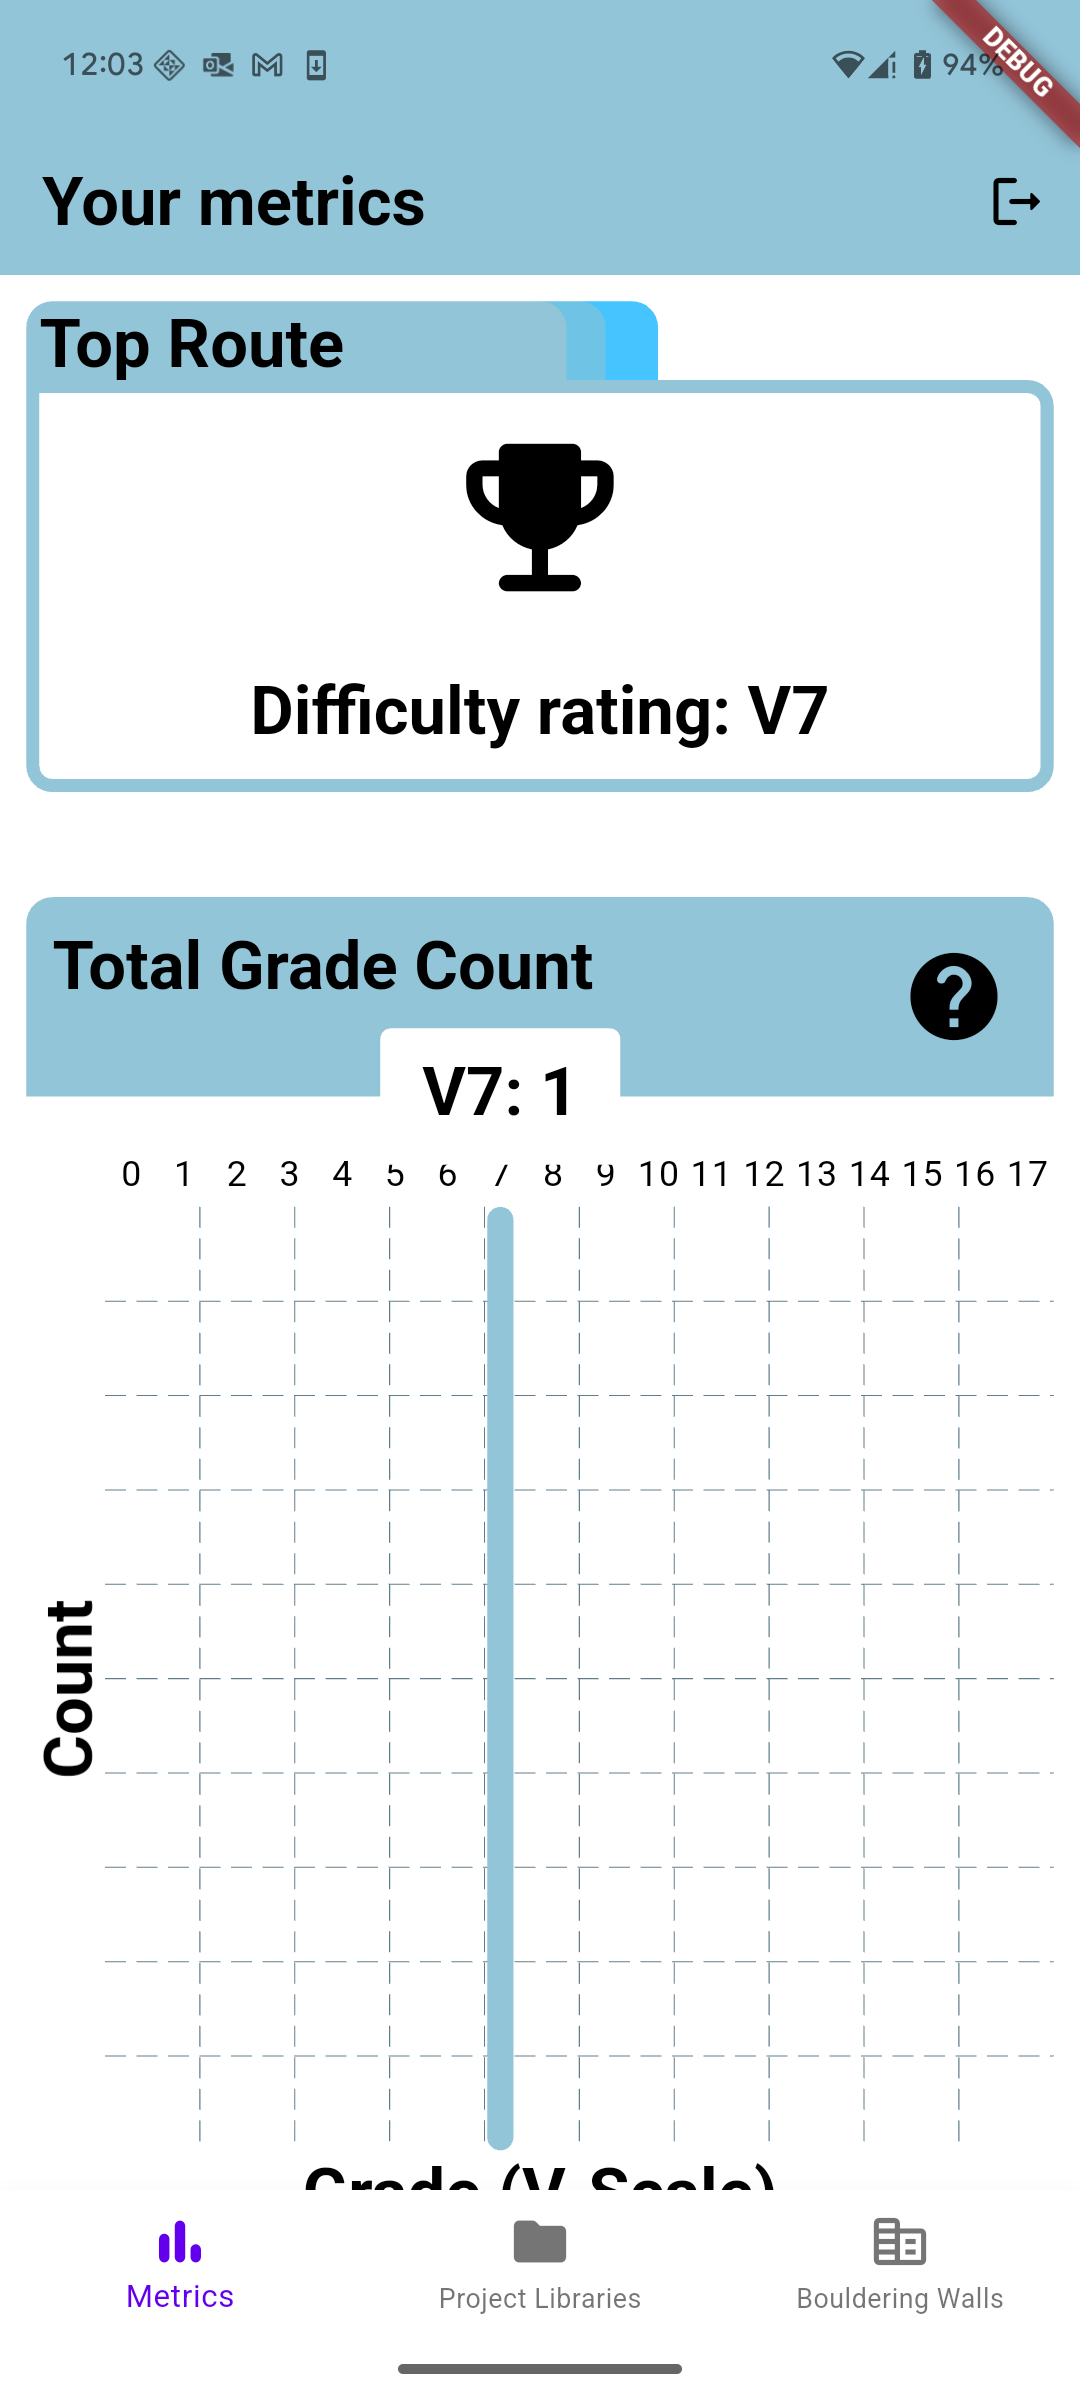 12:03 94%
DEBUG
Your metrics
Top Route
Difficulty rating: V7
Total Grade Count
V7: 1
0 1 2 3 4 5 6 7 8 9 10 11 12 13 14 15 16 17
Count
Grade (V-Scale)
Metrics Project Libraries Bouldering Walls